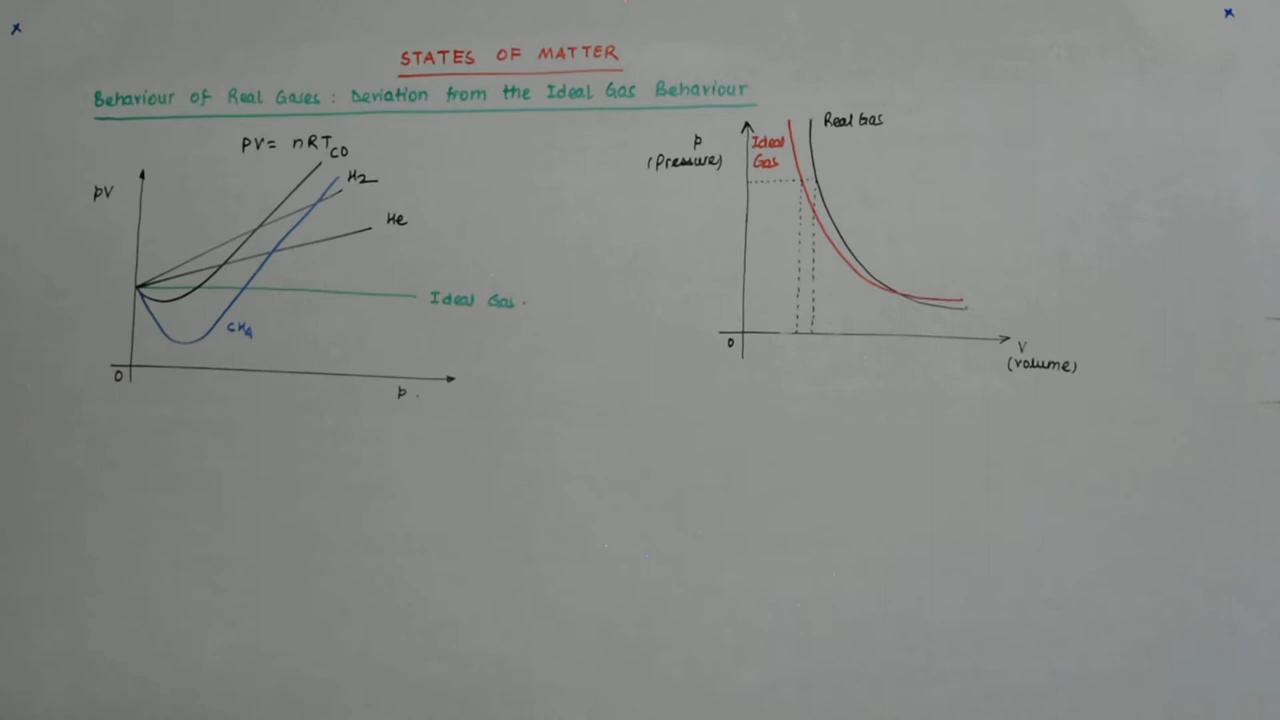 STATES OF MATTER
Behaviour of Real Gases : Deviation from the Ideal Gas Behaviour
PV = nRT
CO
H2
pV
He
Ideal Gas.
CH4
0
p.
p
(Pressure)
Ideal
Gas
Real Gas
0
V
(volume)